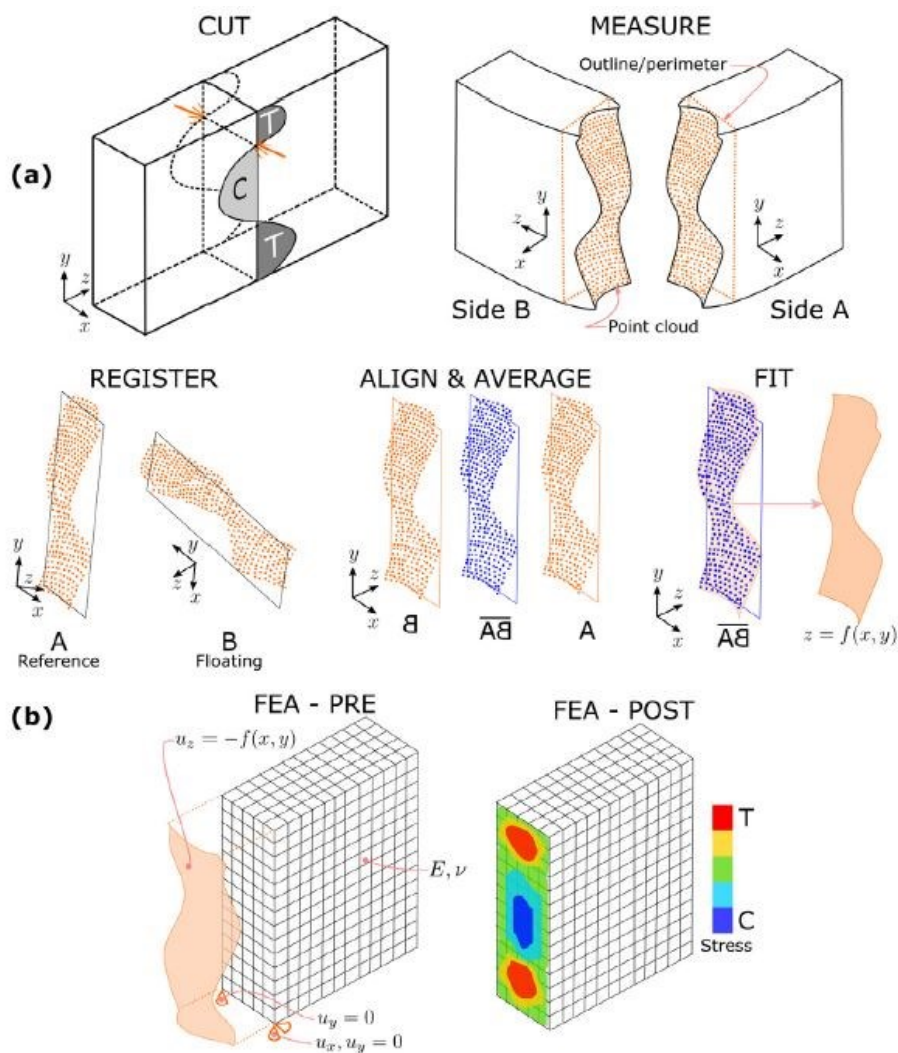 CUT
MEASURE
Outline/perimeter
(a)
T
C
T
y
z
x
y
z
x
y
z
x
Side B
Side A
Point cloud
REGISTER
ALIGN & AVERAGE
FIT
y
z
x
y
z
x
y
z
x
y
z
x
A
Reference
B
Floating
B
AB
A
AB
z = f(x, y)
(b)
FEA - PRE
FEA - POST
u_z = −f(x, y)
E, ν
T
C
Stress
u_y = 0
u_x, u_y = 0